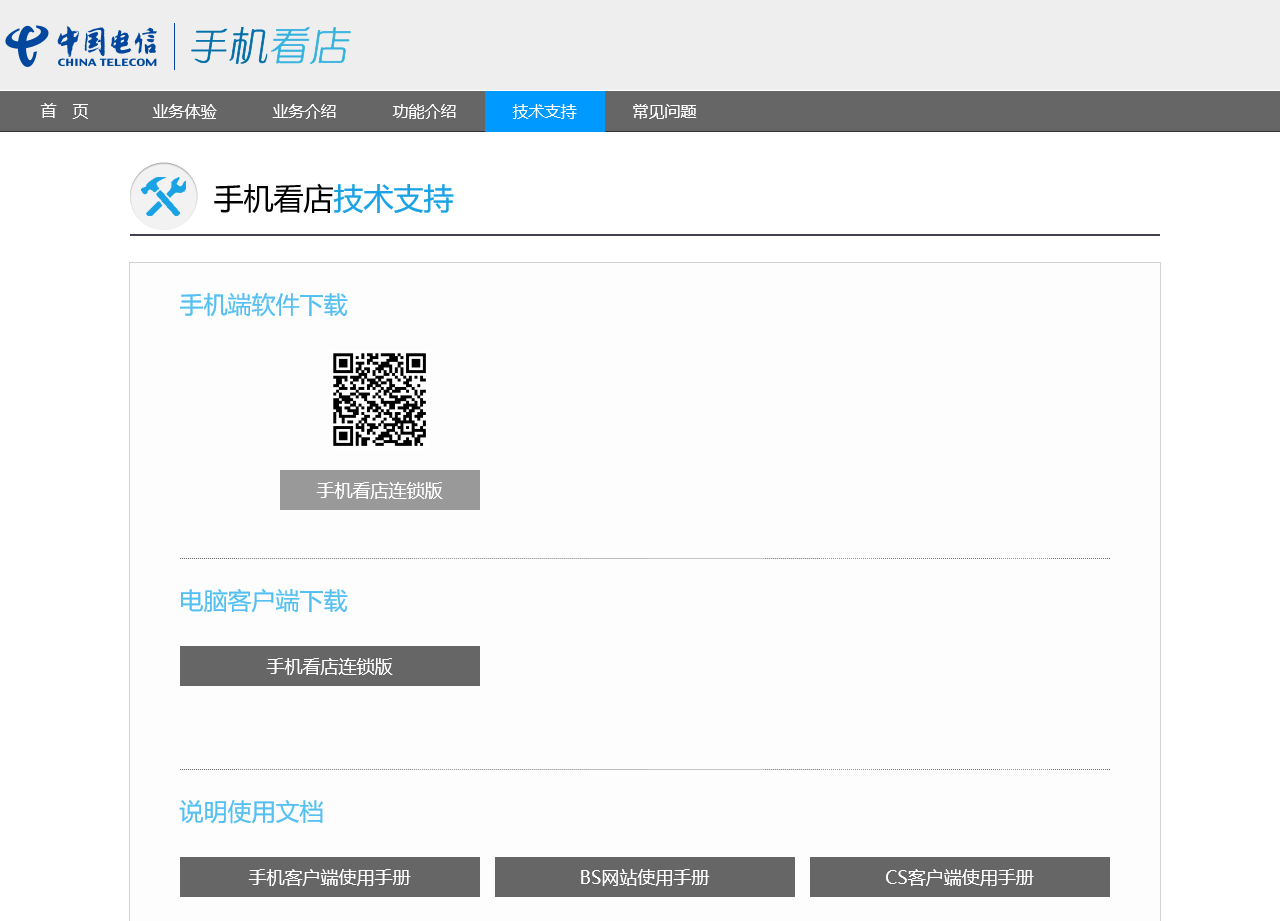 中国电信
CHINA TELECOM
手机看店
首 页 业务体验 业务介绍 功能介绍 技术支持 常见问题
手机看店技术支持
手机端软件下载
手机看店连锁版
电脑客户端下载
手机看店连锁版
说明使用文档
手机客户端使用手册 BS网站使用手册 CS客户端使用手册